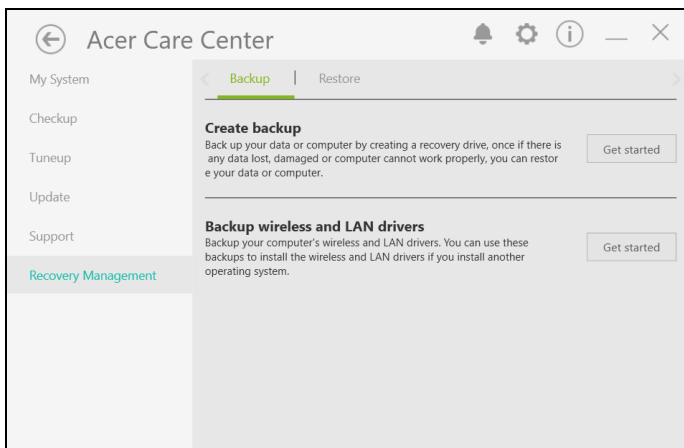 Acer Care Center
My System
Checkup
Tuneup
Update
Support
Recovery Management
Backup
Restore
Create backup
Back up your data or computer by creating a recovery drive, once if there is
any data lost, damaged or computer cannot work properly, you can restor
e your data or computer.
Get started
Backup wireless and LAN drivers
Backup your computer's wireless and LAN drivers. You can use these
backups to install the wireless and LAN drivers if you install another
operating system.
Get started